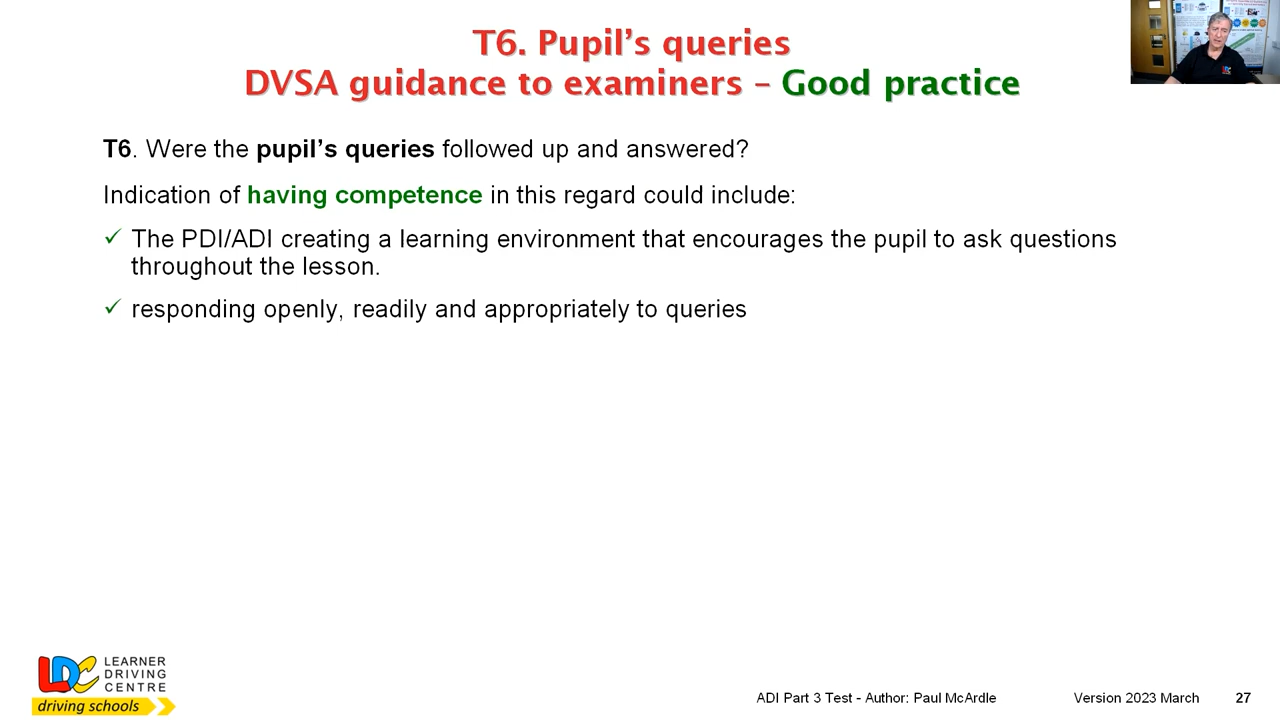 T6. Pupil's queries
DVSA guidance to examiners – Good practice
T6. Were the pupil's queries followed up and answered?
Indication of having competence in this regard could include:
✓ The PDI/ADI creating a learning environment that encourages the pupil to ask questions
throughout the lesson.
✓ responding openly, readily and appropriately to queries
LDC LEARNER
DRIVING
CENTRE
driving schools
ADI Part 3 Test - Author: Paul McArdle Version 2023 March 27